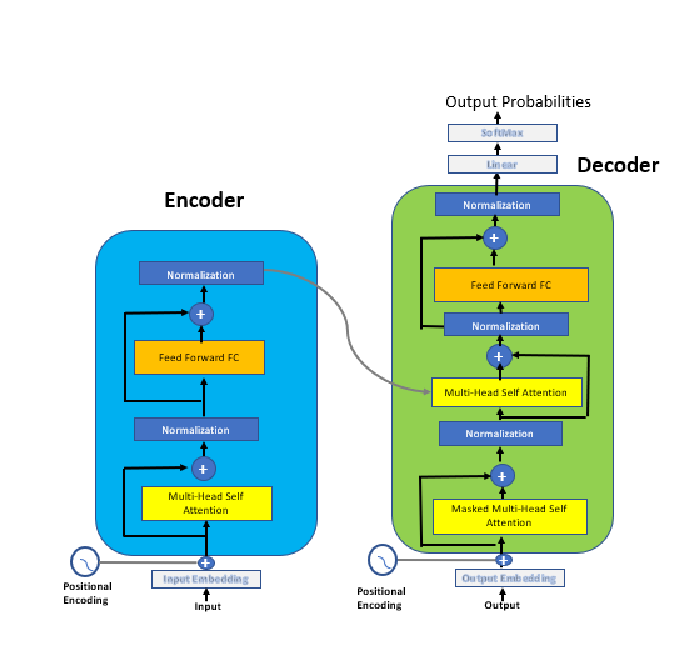 Output Probabilities
SoftMax
Linear
Decoder
Encoder
Normalization
Normalization
Feed Forward FC
Normalization
Feed Forward FC
Normalization
Multi-Head Self Attention
Normalization
Normalization
Multi-Head Self
Attention
Masked Multi-Head Self
Attention
Positional
Encoding
Input Embedding
Input
Positional
Encoding
Output Embedding
Output